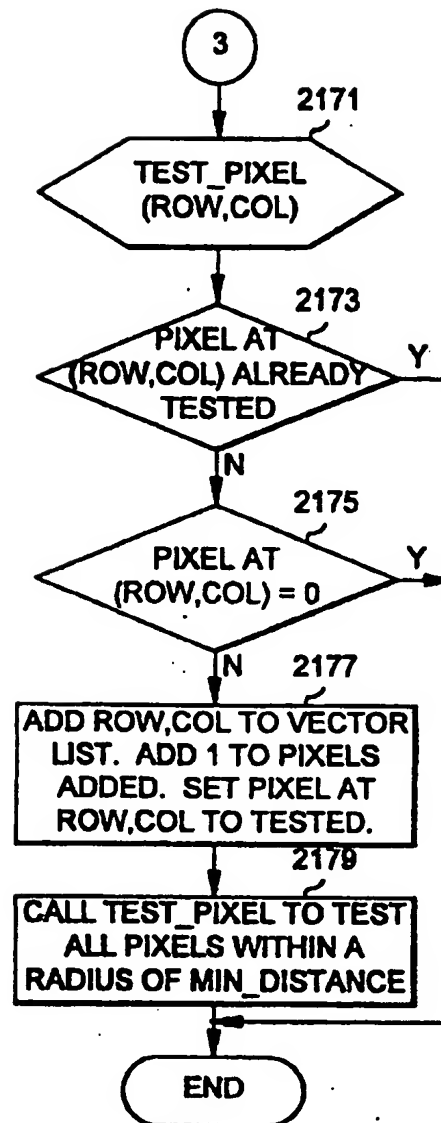 3
2171
TEST_PIXEL
(ROW,COL)
2173
PIXEL AT
(ROW,COL) ALREADY
TESTED
Y
N
2175
PIXEL AT
(ROW,COL) = 0
Y
N
2177
ADD ROW,COL TO VECTOR
LIST. ADD 1 TO PIXELS
ADDED. SET PIXEL AT
ROW,COL TO TESTED.
2179
CALL TEST_PIXEL TO TEST
ALL PIXELS WITHIN A
RADIUS OF MIN_DISTANCE
END